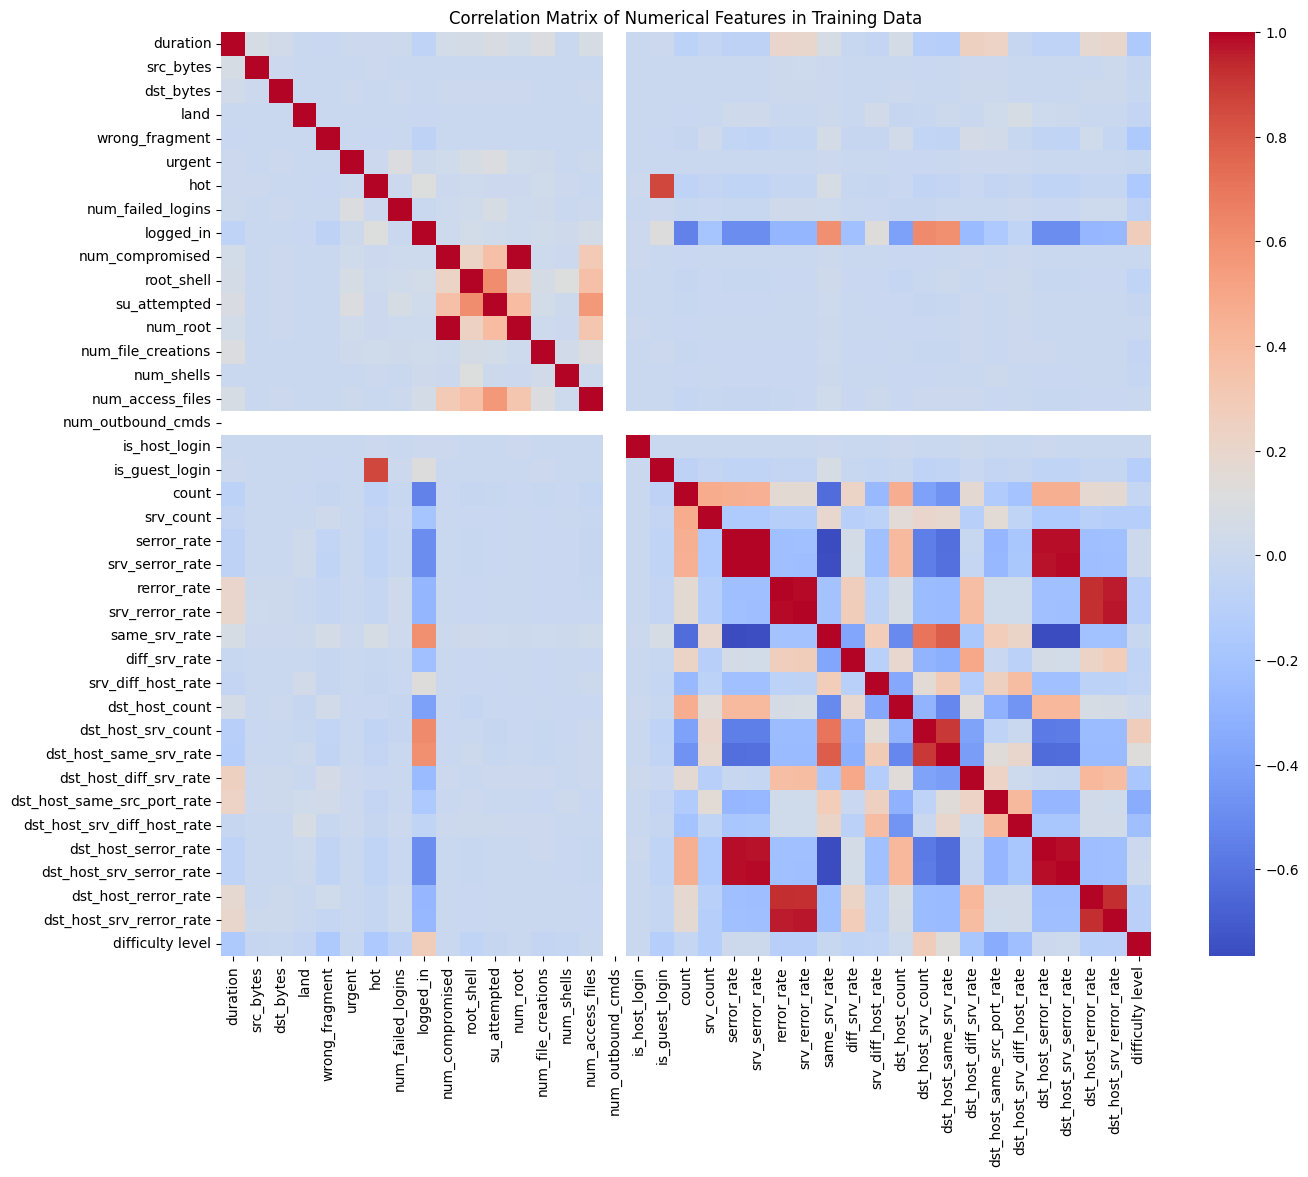 Correlation Matrix of Numerical Features in Training Data
duration
src_bytes
dst_bytes
land
wrong_fragment
urgent
hot
num_failed_logins
logged_in
num_compromised
root_shell
su_attempted
num_root
num_file_creations
num_shells
num_access_files
num_outbound_cmds
is_host_login
is_guest_login
count
srv_count
serror_rate
srv_serror_rate
rerror_rate
srv_rerror_rate
same_srv_rate
diff_srv_rate
srv_diff_host_rate
dst_host_count
dst_host_srv_count
dst_host_same_srv_rate
dst_host_diff_srv_rate
dst_host_same_src_port_rate
dst_host_srv_diff_host_rate
dst_host_serror_rate
dst_host_srv_serror_rate
dst_host_rerror_rate
dst_host_srv_rerror_rate
difficulty level
duration
src_bytes
dst_bytes
land
wrong_fragment
urgent
hot
num_failed_logins
logged_in
num_compromised
root_shell
su_attempted
num_root
num_file_creations
num_shells
num_access_files
num_outbound_cmds
is_host_login
is_guest_login
count
srv_count
serror_rate
srv_serror_rate
rerror_rate
srv_rerror_rate
same_srv_rate
diff_srv_rate
srv_diff_host_rate
dst_host_count
dst_host_srv_count
dst_host_same_srv_rate
dst_host_diff_srv_rate
dst_host_same_src_port_rate
dst_host_srv_diff_host_rate
dst_host_serror_rate
dst_host_srv_serror_rate
dst_host_rerror_rate
dst_host_srv_rerror_rate
difficulty level
1.0
0.8
0.6
0.4
0.2
0.0
−0.2
−0.4
−0.6